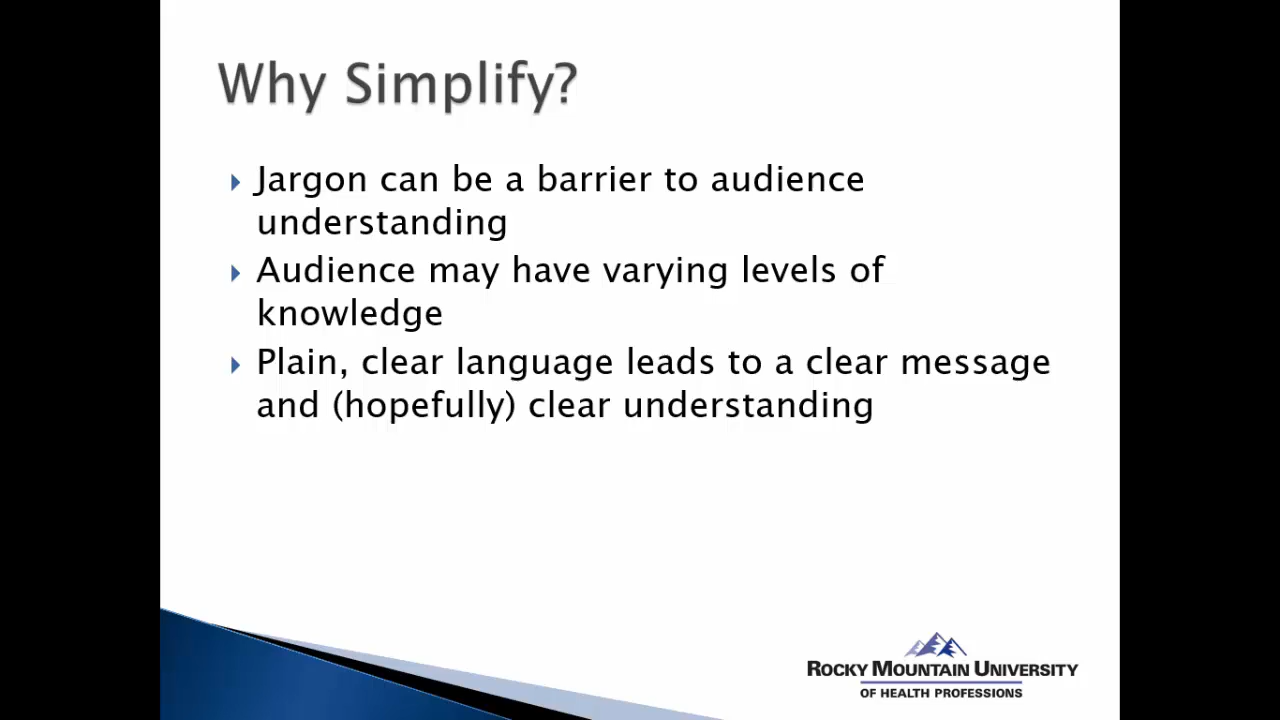 Why Simplify?
Jargon can be a barrier to audience
understanding
Audience may have varying levels of
knowledge
Plain, clear language leads to a clear message
and (hopefully) clear understanding
ROCKY MOUNTAIN UNIVERSITY
OF HEALTH PROFESSIONS